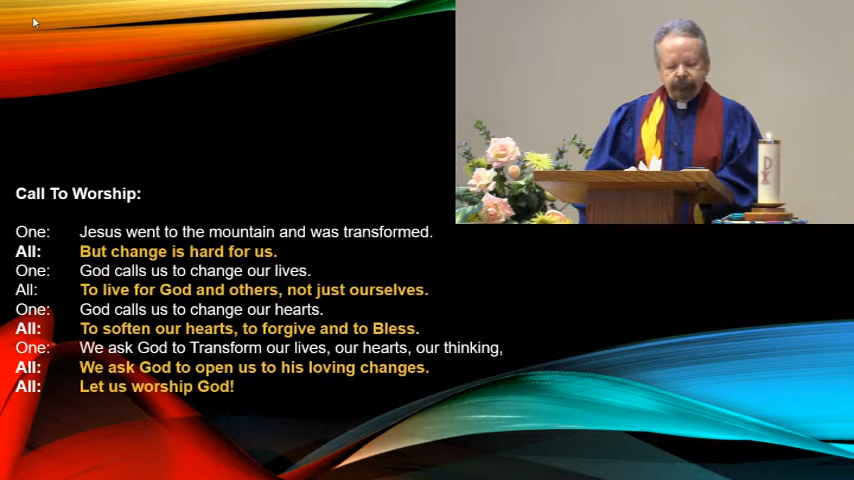 Call To Worship:
One: Jesus went to the mountain and was transformed.
All: But change is hard for us.
One: God calls us to change our lives.
All: To live for God and others, not just ourselves.
One: God calls us to change our hearts.
All: To soften our hearts, to forgive and to Bless.
One: We ask God to Transform our lives, our hearts, our thinking,
All: We ask God to open us to his loving changes.
All: Let us worship God!